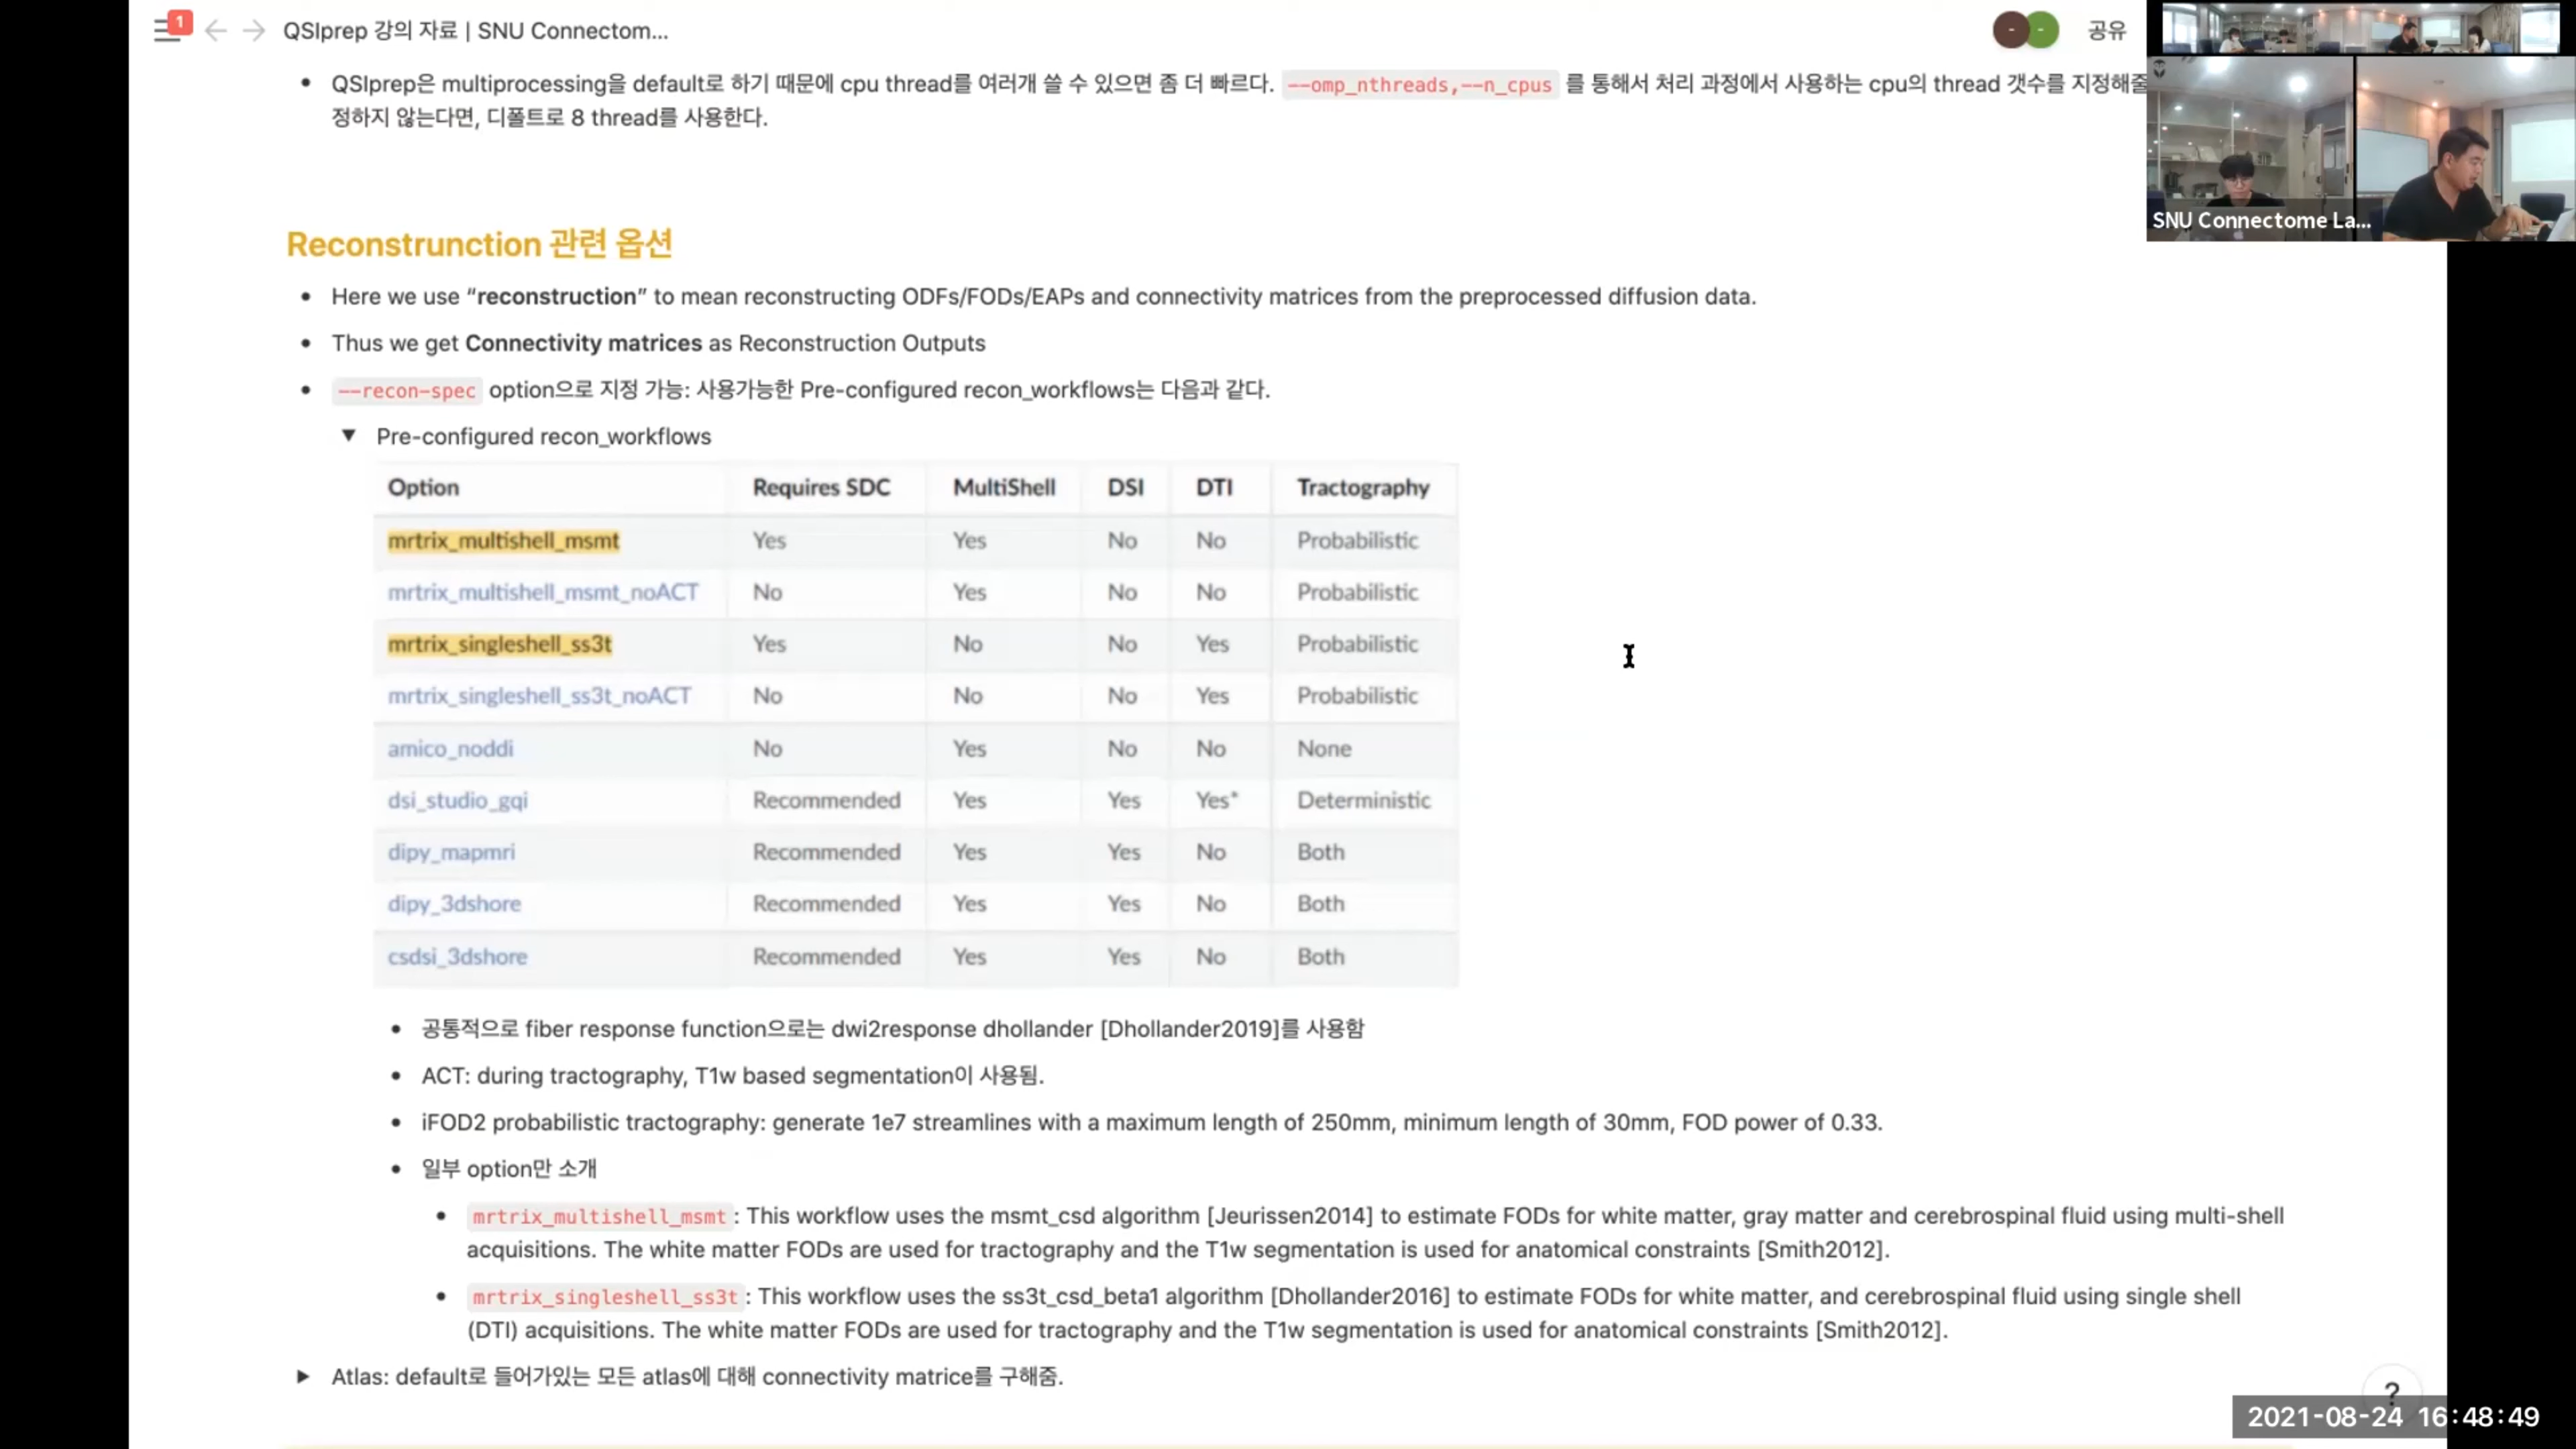 1
QSIprep 강의 자료 | SNU Connectom...
공유
QSIprep은 multiprocessing을 default로 하기 때문에 cpu thread를 여러개 쓸 수 있으면 좀 더 빠르다. --omp_nthreads,--n_cpus 를 통해서 처리 과정에서 사용하는 cpu의 thread 갯수를 지정해줄
정하지 않는다면, 디폴트로 8 thread를 사용한다.
SNU Connectome La...
Reconstrunction 관련 옵션
Here we use “reconstruction” to mean reconstructing ODFs/FODs/EAPs and connectivity matrices from the preprocessed diffusion data.
Thus we get Connectivity matrices as Reconstruction Outputs
--recon-spec option으로 지정 가능: 사용가능한 Pre-configured recon_workflows는 다음과 같다.
Pre-configured recon_workflows
Option Requires SDC MultiShell DSI DTI Tractography
mrtrix_multishell_msmt Yes Yes No No Probabilistic
mrtrix_multishell_msmt_noACT No Yes No No Probabilistic
mrtrix_singleshell_ss3t Yes No No Yes Probabilistic
mrtrix_singleshell_ss3t_noACT No No No Yes Probabilistic
amico_noddi No Yes No No None
dsi_studio_gqi Recommended Yes Yes Yes* Deterministic
dipy_mapmri Recommended Yes Yes No Both
dipy_3dshore Recommended Yes Yes No Both
csdsi_3dshore Recommended Yes Yes No Both
공통적으로 fiber response function으로는 dwi2response dhollander [Dhollander2019]를 사용함
ACT: during tractography, T1w based segmentation이 사용됨.
iFOD2 probabilistic tractography: generate 1e7 streamlines with a maximum length of 250mm, minimum length of 30mm, FOD power of 0.33.
일부 option만 소개
mrtrix_multishell_msmt: This workflow uses the msmt_csd algorithm [Jeurissen2014] to estimate FODs for white matter, gray matter and cerebrospinal fluid using multi-shell
acquisitions. The white matter FODs are used for tractography and the T1w segmentation is used for anatomical constraints [Smith2012].
mrtrix_singleshell_ss3t: This workflow uses the ss3t_csd_beta1 algorithm [Dhollander2016] to estimate FODs for white matter, and cerebrospinal fluid using single shell
(DTI) acquisitions. The white matter FODs are used for tractography and the T1w segmentation is used for anatomical constraints [Smith2012].
Atlas: default로 들어가있는 모든 atlas에 대해 connectivity matrice를 구해줌.
?
2021-08-24 16:48:49